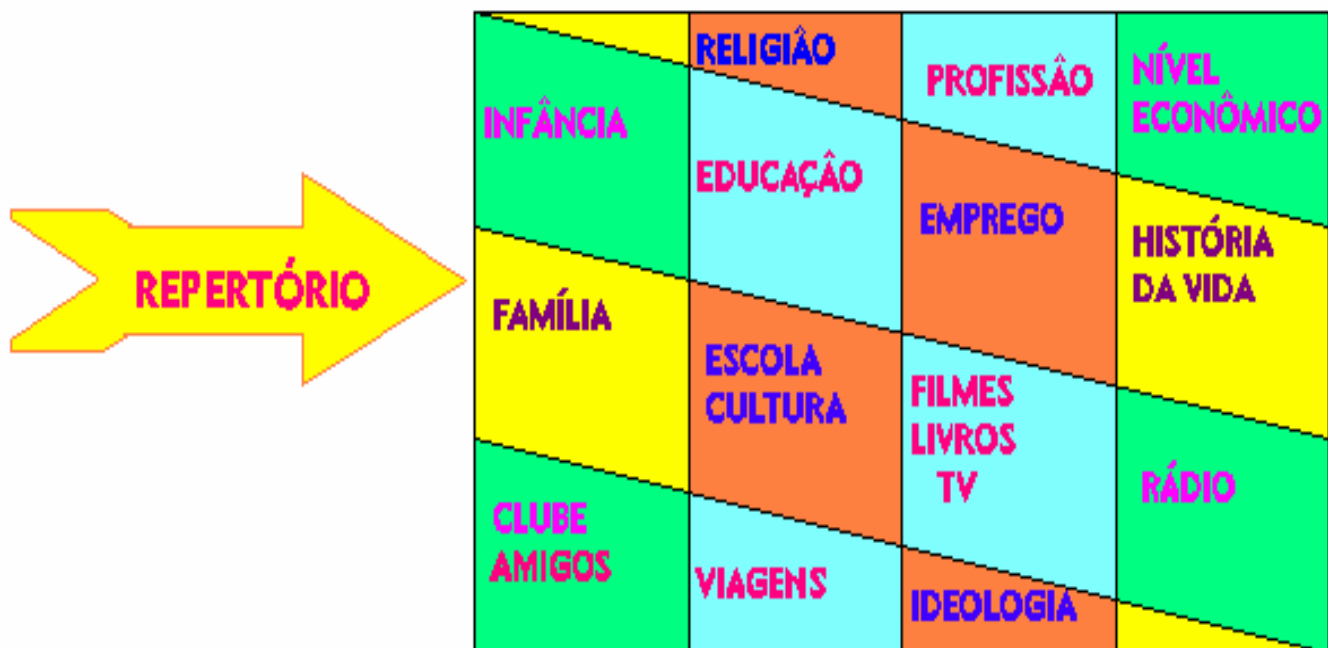 REPERTÓRIO
RELIGIÂO
PROFISSÂO
NÍVEL
ECONÔMICO
INFÂNCIA
EDUCAÇÂO
EMPREGO
HISTÓRIA
DA VIDA
FAMÍLIA
ESCOLA
CULTURA
FILMES
LIVROS
TV
RÁDIO
CLUBE
AMIGOS
VIAGENS
IDEOLOGIA